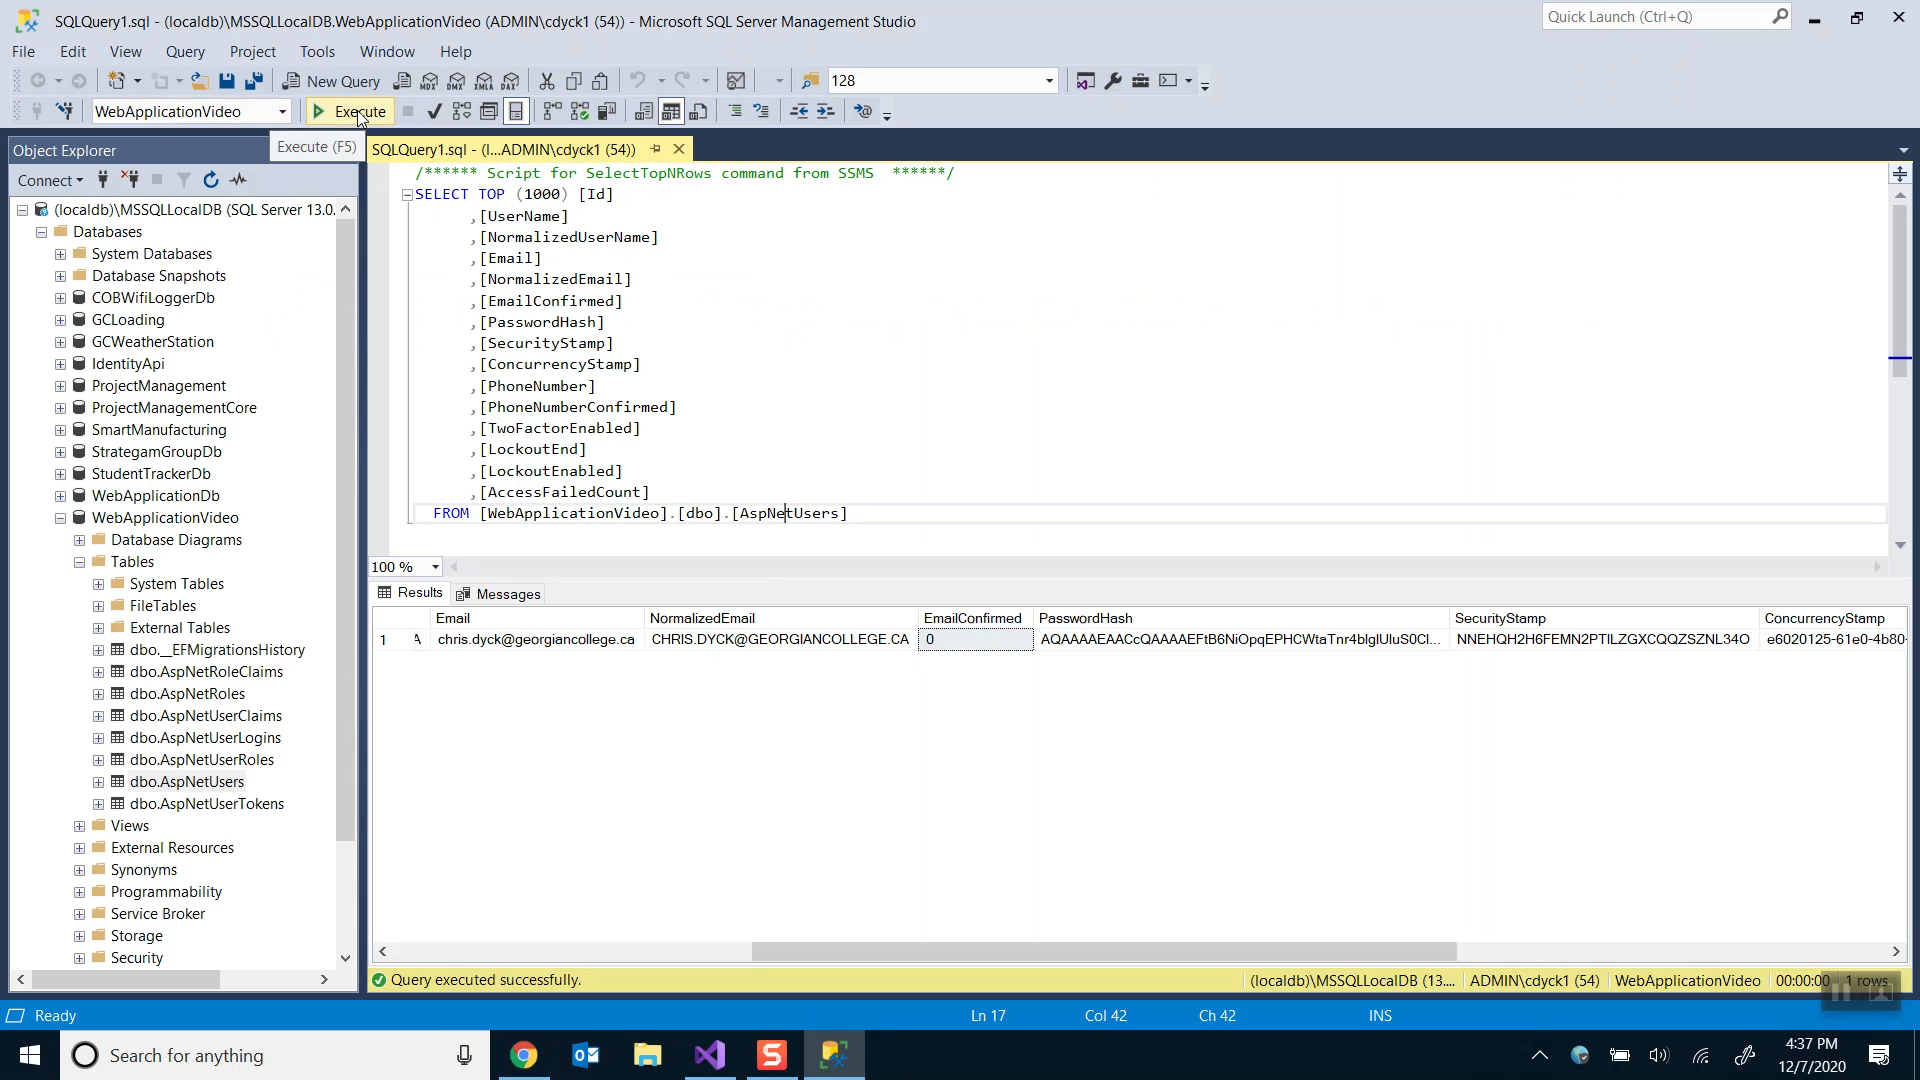 SQLQuery1.sql - (localdb)\MSSQLLocalDB.WebApplicationVideo (ADMIN\cdyck1 (54)) - Microsoft SQL Server Management Studio
Quick Launch (Ctrl+Q)
File Edit View Query Project Tools Window Help
New Query
MDX DMX XMLA DAX
128
WebApplicationVideo
Execute
Execute (F5)
Object Explorer
Connect
(localdb)\MSSQLLocalDB (SQL Server 13.0.
Databases
System Databases
Database Snapshots
COBWifiLoggerDb
GCLoading
GCWeatherStation
IdentityApi
ProjectManagement
ProjectManagementCore
SmartManufacturing
StrategamGroupDb
StudentTrackerDb
WebApplicationDb
WebApplicationVideo
Database Diagrams
Tables
System Tables
FileTables
External Tables
dbo.__EFMigrationsHistory
dbo.AspNetRoleClaims
dbo.AspNetRoles
dbo.AspNetUserClaims
dbo.AspNetUserLogins
dbo.AspNetUserRoles
dbo.AspNetUsers
dbo.AspNetUserTokens
Views
External Resources
Synonyms
Programmability
Service Broker
Storage
Security
SQLQuery1.sql - (l...ADMIN\cdyck1 (54))
/****** Script for SelectTopNRows command from SSMS  ******/
SELECT TOP (1000) [Id]
,[UserName]
,[NormalizedUserName]
,[Email]
,[NormalizedEmail]
,[EmailConfirmed]
,[PasswordHash]
,[SecurityStamp]
,[ConcurrencyStamp]
,[PhoneNumber]
,[PhoneNumberConfirmed]
,[TwoFactorEnabled]
,[LockoutEnd]
,[LockoutEnabled]
,[AccessFailedCount]
FROM [WebApplicationVideo].[dbo].[AspNetUsers]
100 %
Results Messages
Email NormalizedEmail EmailConfirmed PasswordHash SecurityStamp ConcurrencyStamp
1 A chris.dyck@georgiancollege.ca CHRIS.DYCK@GEORGIANCOLLEGE.CA 0 AQAAAAEAACcQAAAAEFtB6NiOpqEPHCWtaTnr4blglUluS0Cl... NNEHQH2H6FEMN2PTILZGXCQQZSZNL34O e6020125-61e0-4b80-
Query executed successfully.
(localdb)\MSSQLLocalDB (13.... ADMIN\cdyck1 (54) WebApplicationVideo 00:00:00 1 rows
Ready
Ln 17 Col 42 Ch 42 INS
Search for anything
4:37 PM
12/7/2020